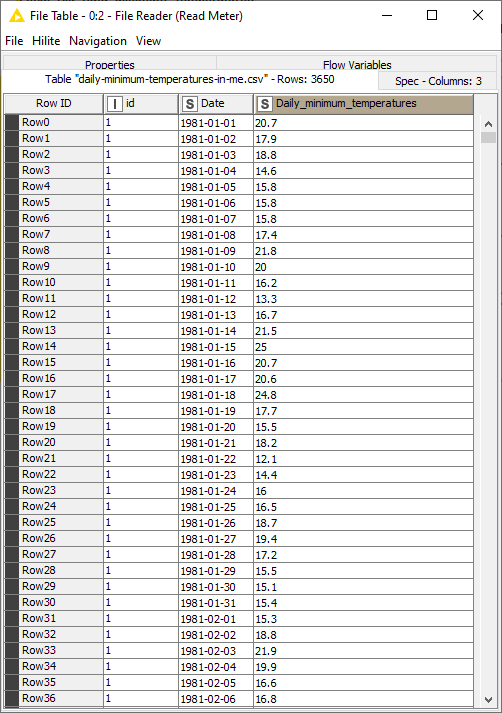 File Table - 0:2 - File Reader (Read Meter)
File Hilite Navigation View
Properties Flow Variables
Table "daily-minimum-temperatures-in-me.csv" - Rows: 3650 Spec - Columns: 3
Row ID I id S Date S Daily_minimum_temperatures
Row0 1 1981-01-01 20.7
Row1 1 1981-01-02 17.9
Row2 1 1981-01-03 18.8
Row3 1 1981-01-04 14.6
Row4 1 1981-01-05 15.8
Row5 1 1981-01-06 15.8
Row6 1 1981-01-07 15.8
Row7 1 1981-01-08 17.4
Row8 1 1981-01-09 21.8
Row9 1 1981-01-10 20
Row10 1 1981-01-11 16.2
Row11 1 1981-01-12 13.3
Row12 1 1981-01-13 16.7
Row13 1 1981-01-14 21.5
Row14 1 1981-01-15 25
Row15 1 1981-01-16 20.7
Row16 1 1981-01-17 20.6
Row17 1 1981-01-18 24.8
Row18 1 1981-01-19 17.7
Row19 1 1981-01-20 15.5
Row20 1 1981-01-21 18.2
Row21 1 1981-01-22 12.1
Row22 1 1981-01-23 14.4
Row23 1 1981-01-24 16
Row24 1 1981-01-25 16.5
Row25 1 1981-01-26 18.7
Row26 1 1981-01-27 19.4
Row27 1 1981-01-28 17.2
Row28 1 1981-01-29 15.5
Row29 1 1981-01-30 15.1
Row30 1 1981-01-31 15.4
Row31 1 1981-02-01 15.3
Row32 1 1981-02-02 18.8
Row33 1 1981-02-03 21.9
Row34 1 1981-02-04 19.9
Row35 1 1981-02-05 16.6
Row36 1 1981-02-06 16.8